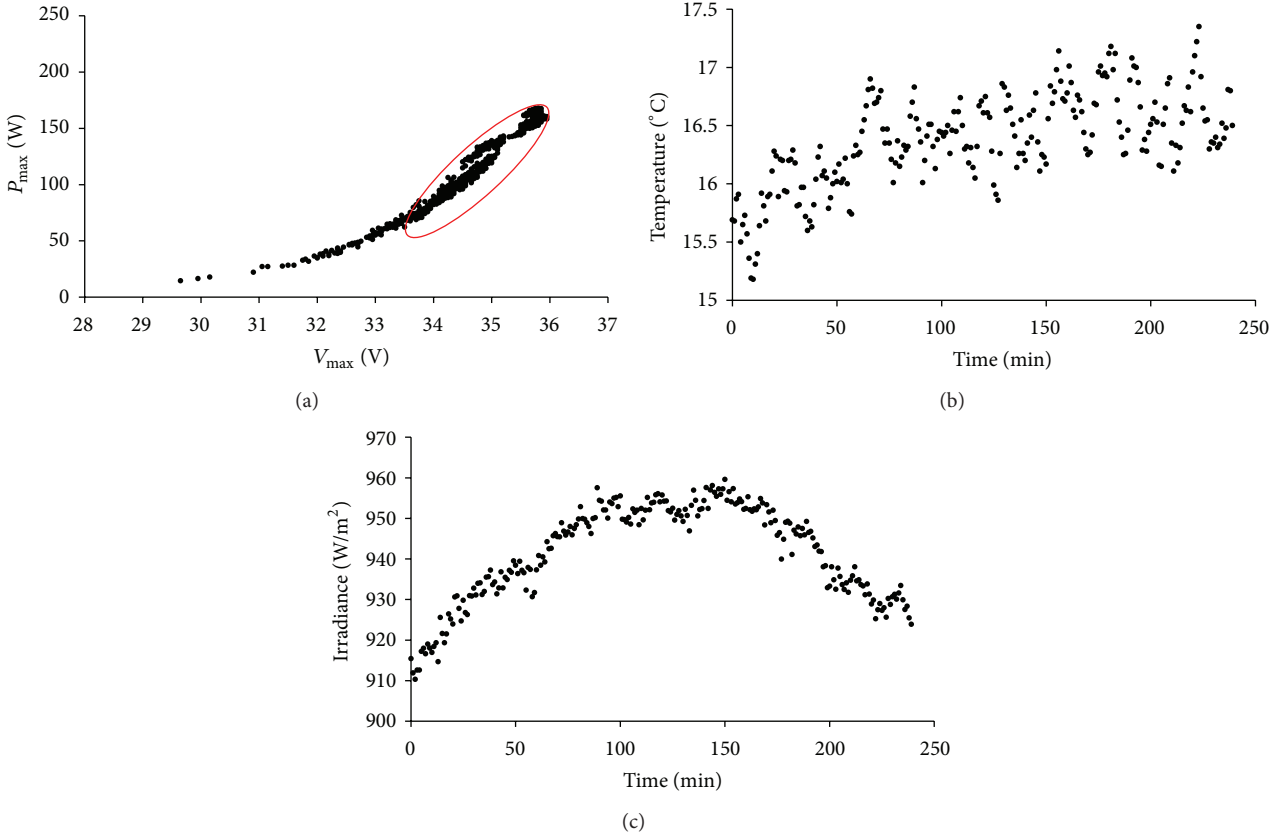 250
200
150
100
50
0
P_max (W)
28 29 30 31 32 33 34 35 36 37
V_max (V)
(a)
17.5
17
16.5
16
15.5
15
Temperature (°C)
0 50 100 150 200 250
Time (min)
(b)
970
960
950
940
930
920
910
900
Irradiance (W/m²)
0 50 100 150 200 250
Time (min)
(c)